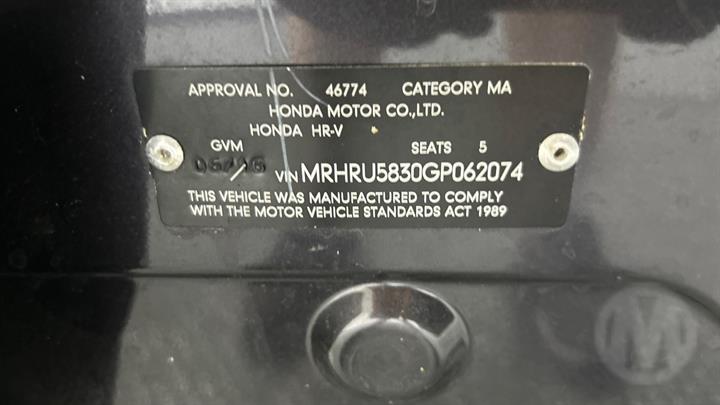 APPROVAL NO. 46774 CATEGORY MA
HONDA MOTOR CO.,LTD.
HONDA HR-V
GVM SEATS 5
VIN MRHRU5830GP062074
THIS VEHICLE WAS MANUFACTURED TO COMPLY
WITH THE MOTOR VEHICLE STANDARDS ACT 1989
M